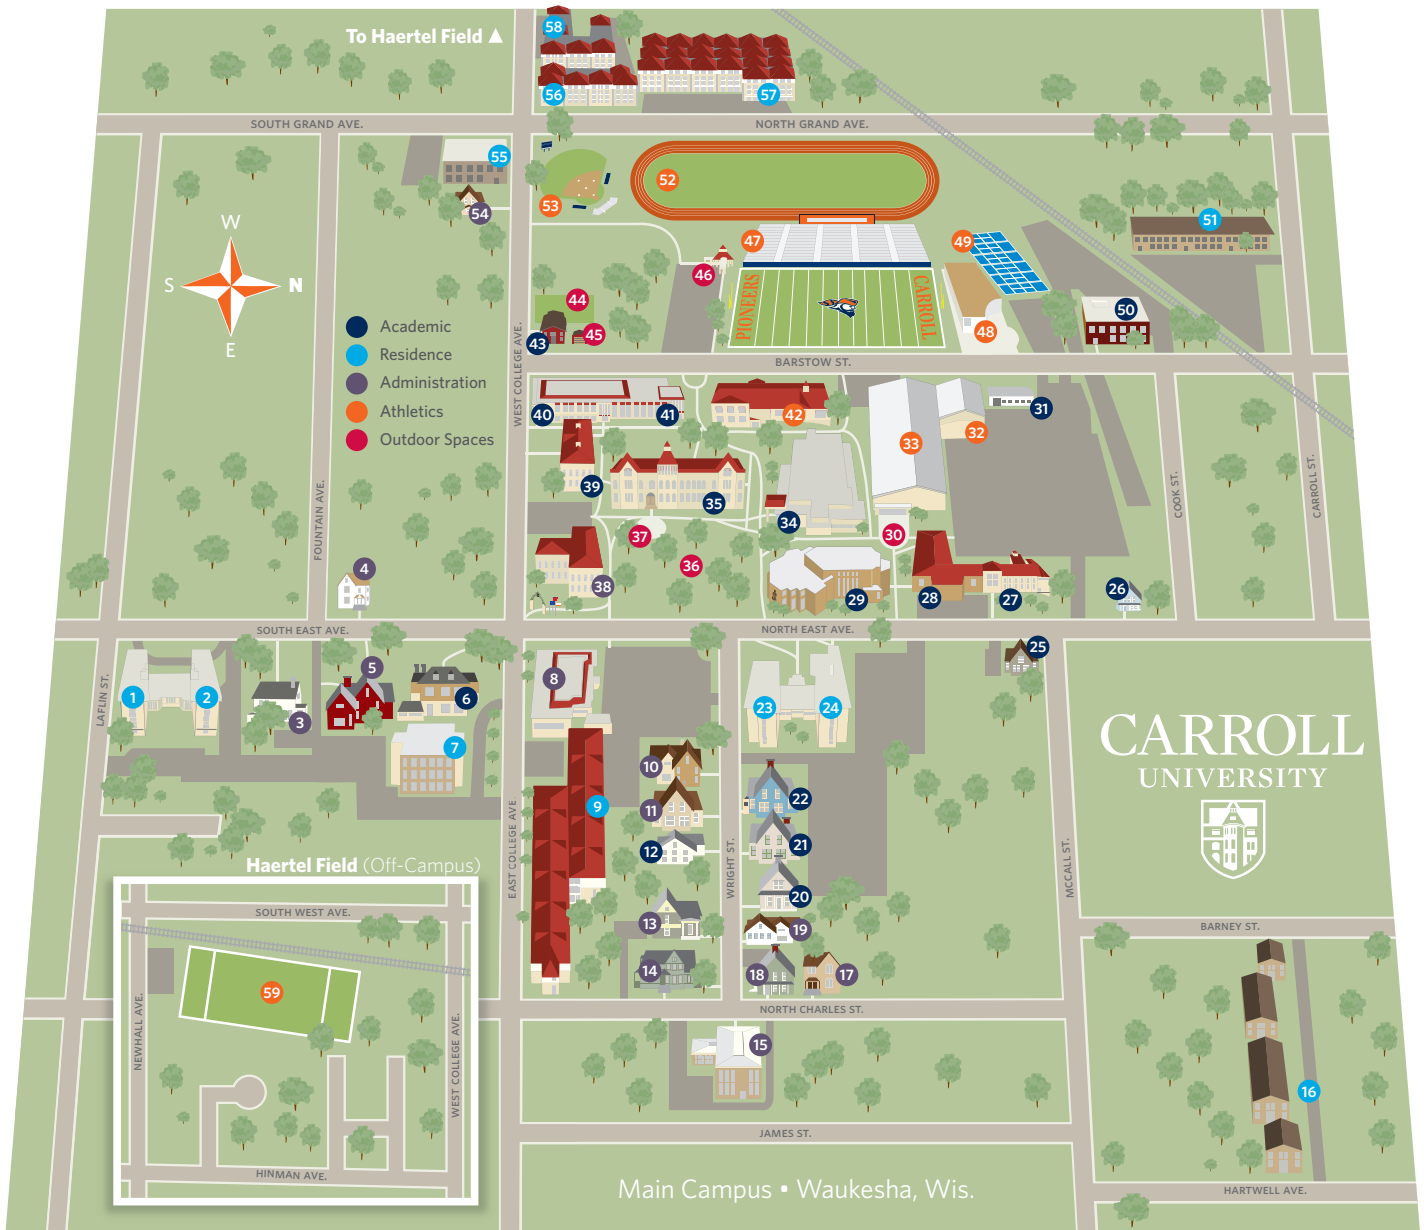 58
To Haertel Field ▲
56
57
SOUTH GRAND AVE.
NORTH GRAND AVE.
55
52
53
54
51
W
S
N
E
47
49
46
44
50
PIONEERS
CARROLL
Academic
Residence
Administration
Athletics
Outdoor Spaces
45
43
48
WEST COLLEGE AVE.
BARSTOW ST.
40
41
42
31
32
33
39
35
34
37
30
36
38
29
28
27
26
4
FOUNTAIN AVE.
COOK ST.
CARROLL ST.
SOUTH EAST AVE.
NORTH EAST AVE.
LAFLIN ST.
1
2
3
5
6
7
8
23
24
25
CARROLL
UNIVERSITY
9
10
11
12
13
14
22
21
20
19
18
17
EAST COLLEGE AVE.
WRIGHT ST.
MCCALL ST.
Haertel Field (Off-Campus)
SOUTH WEST AVE.
59
NEWHALL AVE.
WEST COLLEGE AVE.
HINMAN AVE.
BARNEY ST.
NORTH CHARLES ST.
15
16
JAMES ST.
Main Campus • Waukesha, Wis.
HARTWELL AVE.